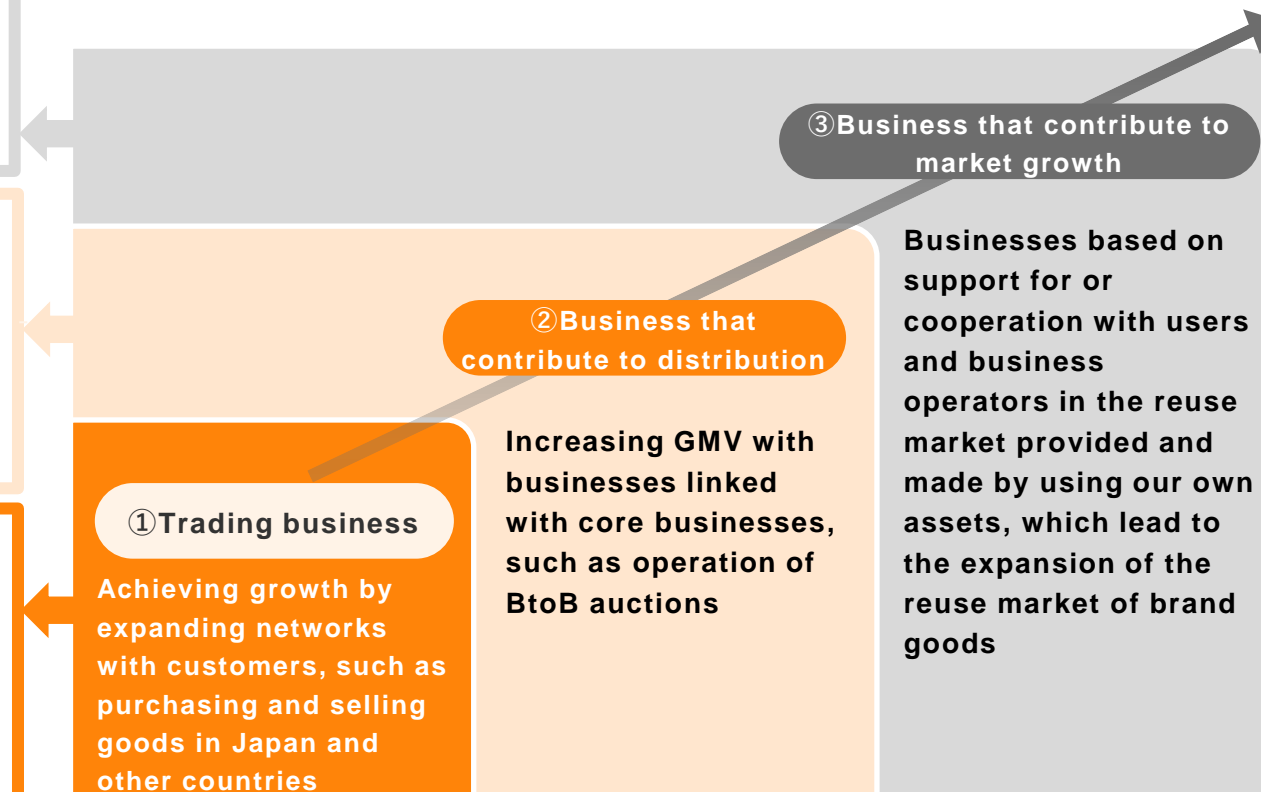 ③Business that contribute to
market growth
Businesses based on
support for or
cooperation with users
and business
operators in the reuse
market provided and
made by using our own
assets, which lead to
the expansion of the
reuse market of brand
goods
②Business that
contribute to distribution
Increasing GMV with
businesses linked
with core businesses,
such as operation of
BtoB auctions
①Trading business
Achieving growth by
expanding networks
with customers, such as
purchasing and selling
goods in Japan and
other countries